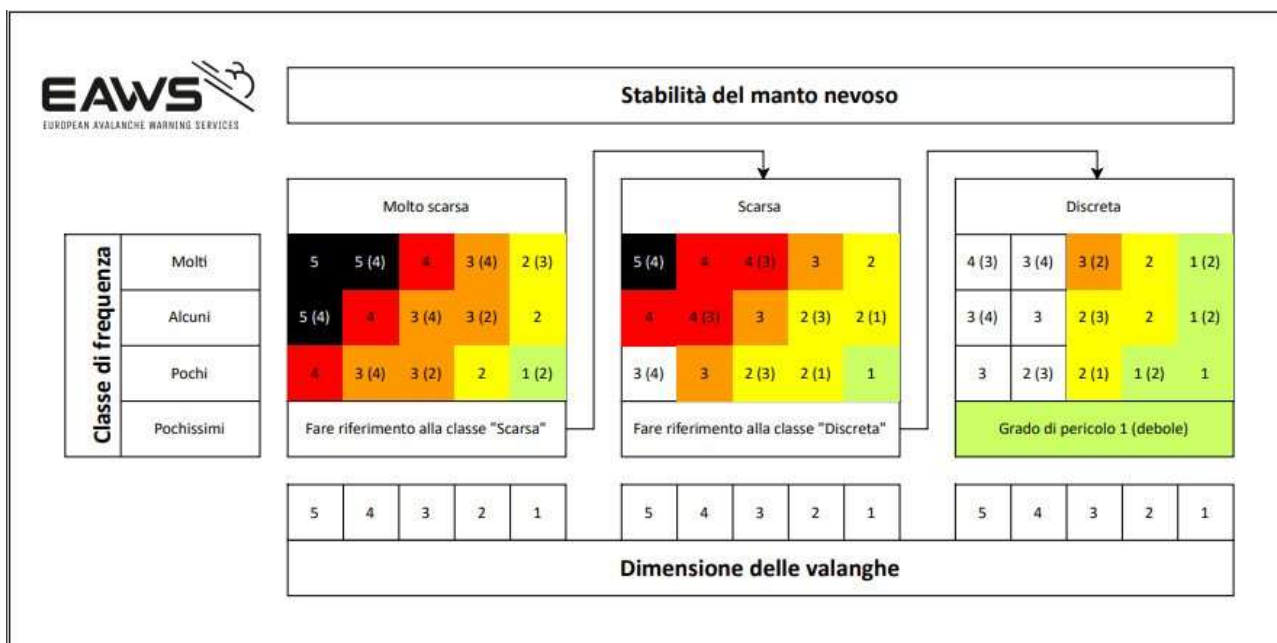 EAWS
EUROPEAN AVALANCHE WARNING SERVICES
Stabilità del manto nevoso
Molto scarsa Scarsa Discreta
Classe di frequenza
Molti 5 5 (4) 4 3 (4) 2 (3) 5 (4) 4 4 (3) 3 2 4 (3) 3 (4) 3 (2) 2 1 (2)
Alcuni 5 (4) 4 3 (4) 3 (2) 2 4 4 (3) 3 2 (3) 2 (1) 3 (4) 3 2 (3) 2 1 (2)
Pochi 4 3 (4) 3 (2) 2 1 (2) 3 (4) 3 2 (3) 2 (1) 1 3 2 (3) 2 (1) 1 (2) 1
Pochissimi Fare riferimento alla classe "Scarsa" Fare riferimento alla classe "Discreta" Grado di pericolo 1 (debole)
5 4 3 2 1 5 4 3 2 1 5 4 3 2 1
Dimensione delle valanghe